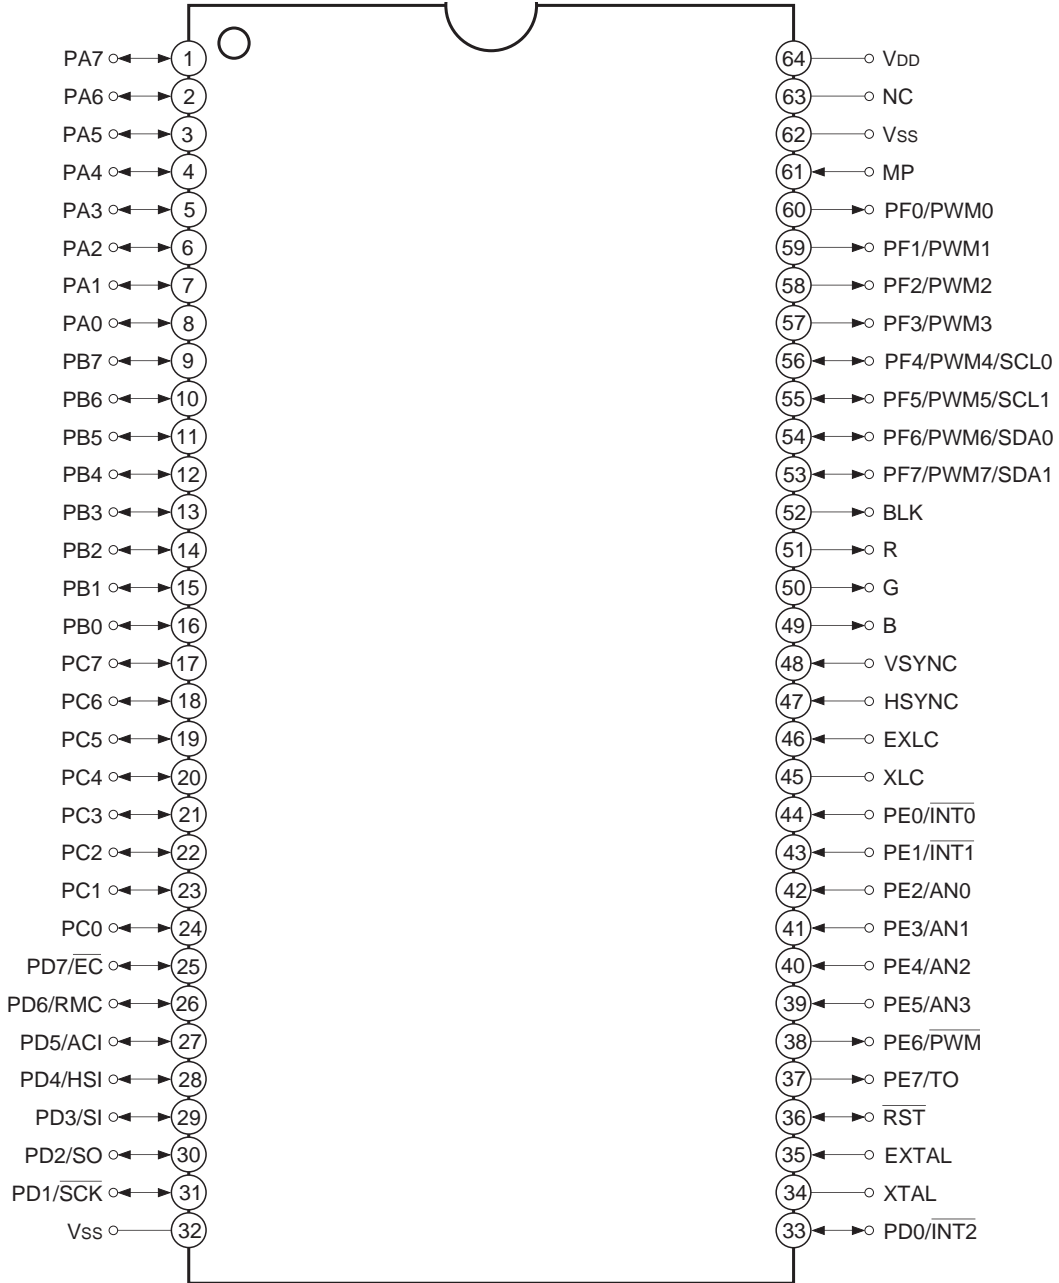 PA7 1 64 VDD
PA6 2 63 NC
PA5 3 62 VSS
PA4 4 61 MP
PA3 5 60 PF0/PWM0
PA2 6 59 PF1/PWM1
PA1 7 58 PF2/PWM2
PA0 8 57 PF3/PWM3
PB7 9 56 PF4/PWM4/SCL0
PB6 10 55 PF5/PWM5/SCL1
PB5 11 54 PF6/PWM6/SDA0
PB4 12 53 PF7/PWM7/SDA1
PB3 13 52 BLK
PB2 14 51 R
PB1 15 50 G
PB0 16 49 B
PC7 17 48 VSYNC
PC6 18 47 HSYNC
PC5 19 46 EXLC
PC4 20 45 XLC
PC3 21 44 PE0/I̅N̅T̅0̅
PC2 22 43 PE1/I̅N̅T̅1̅
PC1 23 42 PE2/AN0
PC0 24 41 PE3/AN1
PD7/E̅C̅ 25 40 PE4/AN2
PD6/RMC 26 39 PE5/AN3
PD5/ACI 27 38 PE6/P̅W̅M̅
PD4/HSI 28 37 PE7/TO
PD3/SI 29 36 R̅S̅T̅
PD2/SO 30 35 EXTAL
PD1/S̅C̅K̅ 31 34 XTAL
VSS 32 33 PD0/I̅N̅T̅2̅